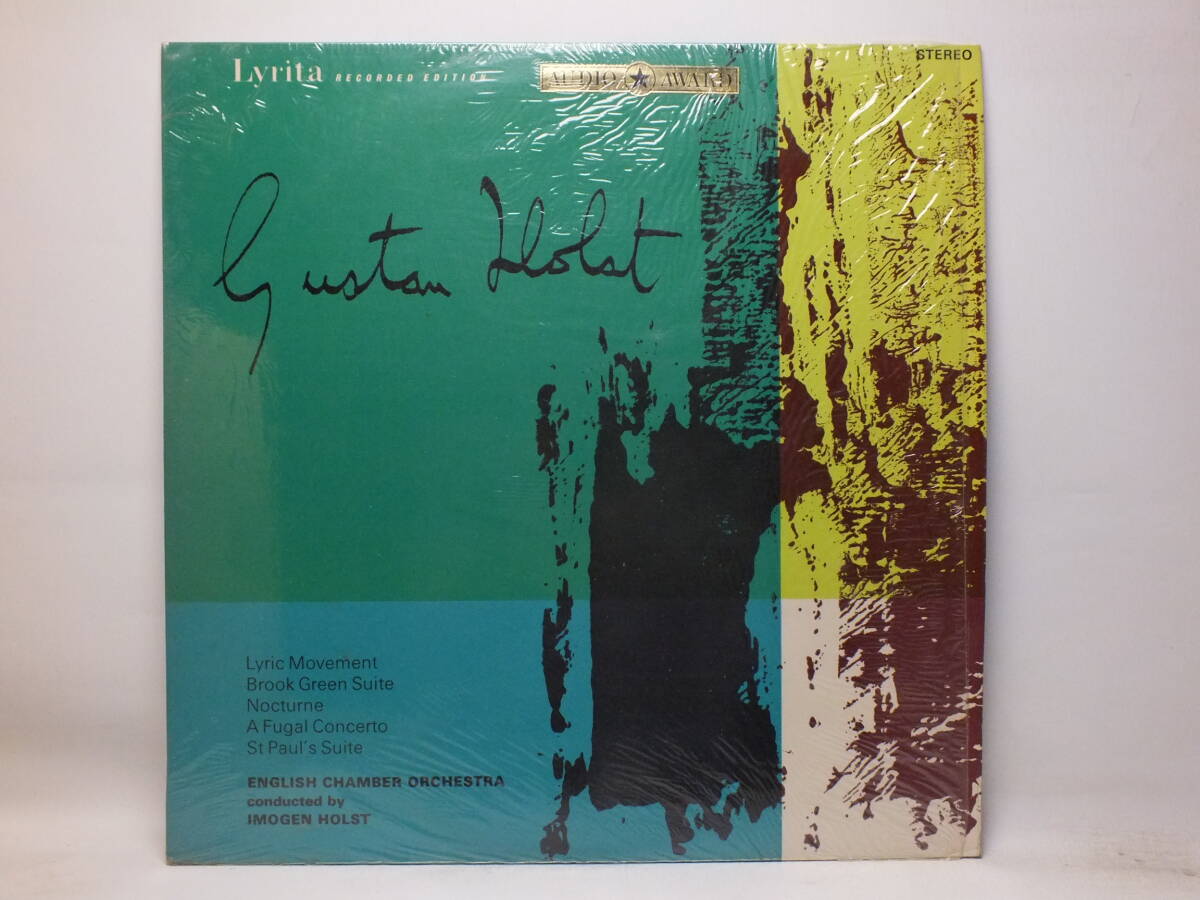 Lyrita RECORDED EDITION
AUDIO AWARD
STEREO
Gustav Holst
Lyric Movement
Brook Green Suite
Nocturne
A Fugal Concerto
St Paul's Suite
ENGLISH CHAMBER ORCHESTRA
conducted by
IMOGEN HOLST